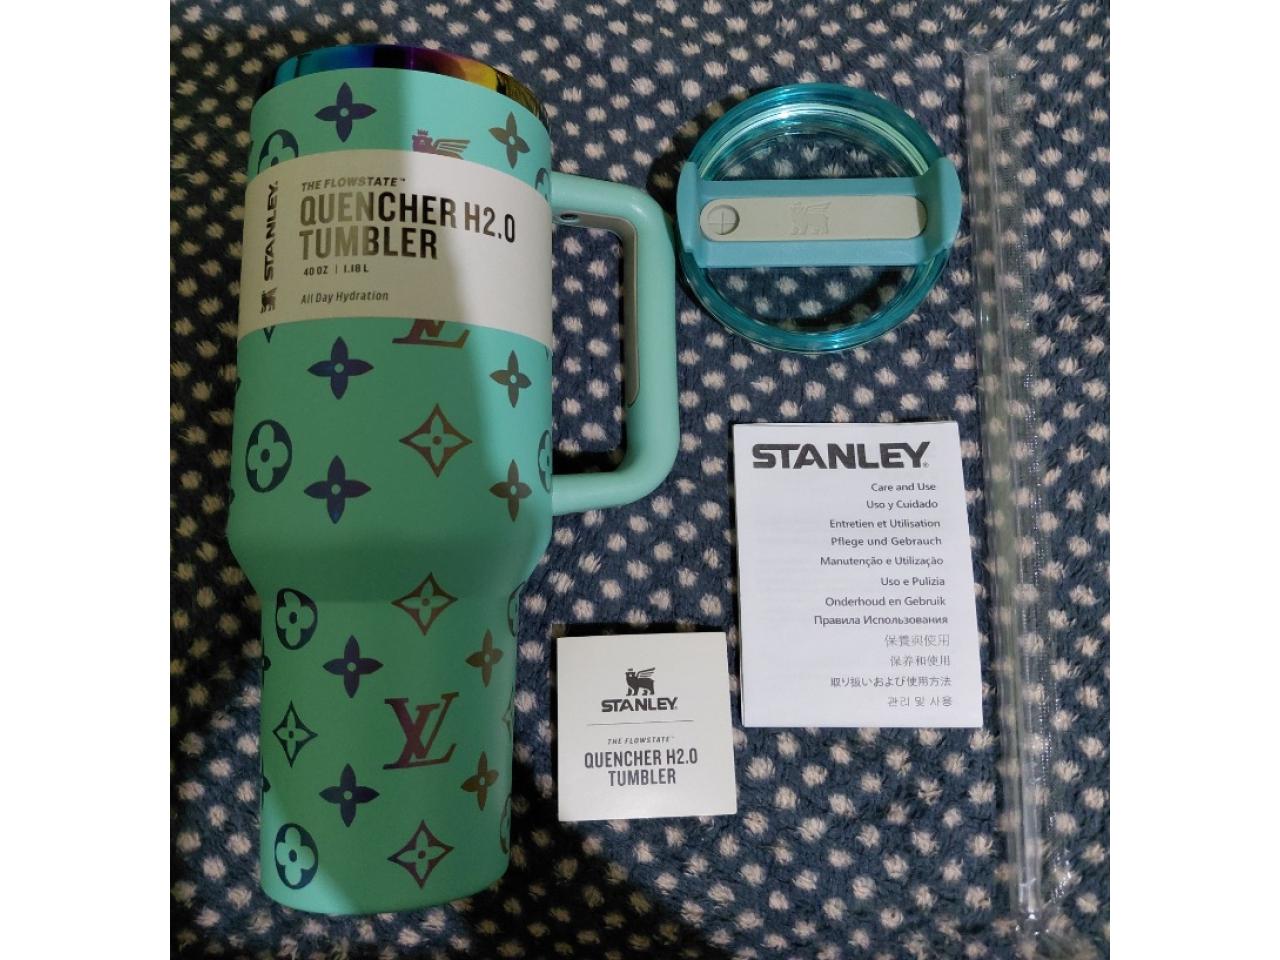 STANLEY
THE FLOWSTATE™
QUENCHER H2.0
TUMBLER
40 OZ | 1.18 L
All Day Hydration
LV
LV
STANLEY®
Care and Use
Uso y Cuidado
Entretien et Utilisation
Pflege und Gebrauch
Manutenção e Utilização
Uso e Pulizia
Onderhoud en Gebruik
Правила Использования
保養與使用
保养和使用
取り扱いおよび使用方法
관리 및 사용
STANLEY.
THE FLOWSTATE™
QUENCHER H2.0
TUMBLER